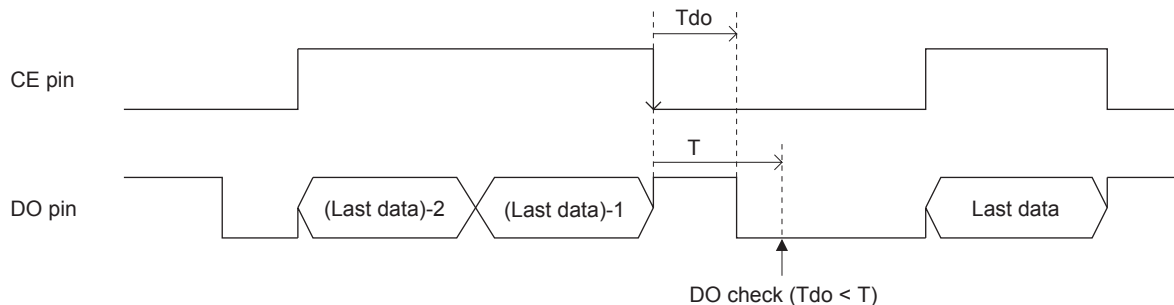 Tdo
CE pin
T
DO pin
(Last data)-2
(Last data)-1
Last data
DO check (Tdo < T)